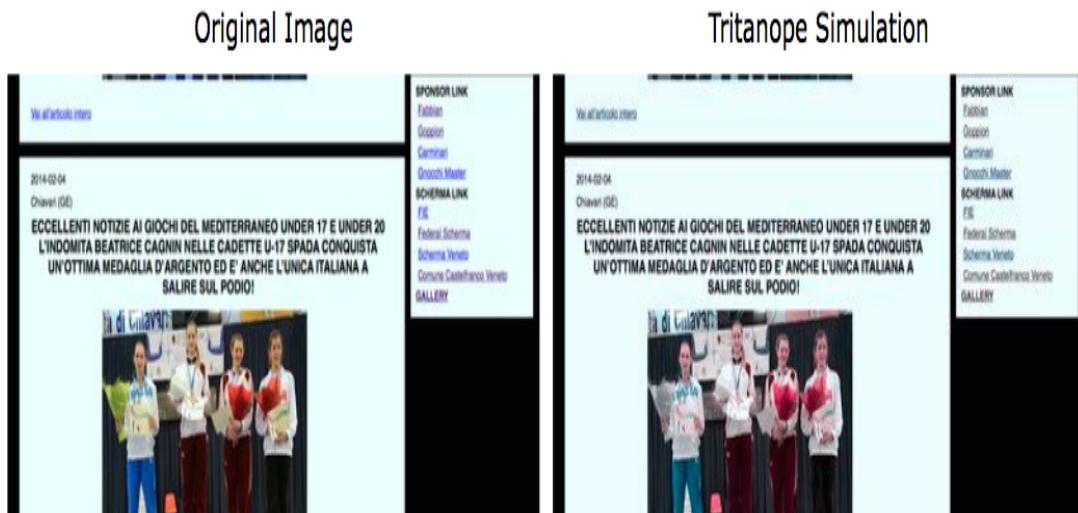 Original Image
Tritanope Simulation
Vai all'articolo intero
2014-02-04
Chiavari (GE)
ECCELLENTI NOTIZIE AI GIOCHI DEL MEDITERRANEO UNDER 17 E UNDER 20
L'INDOMITA BEATRICE CAGNIN NELLE CADETTE U-17 SPADA CONQUISTA
UN'OTTIMA MEDAGLIA D'ARGENTO ED E' ANCHE L'UNICA ITALIANA A
SALIRE SUL PODIO!
di Chiavari
SPONSOR LINK
Fabbian
Goppion
Carminari
Gnocchi Master
SCHERMA LINK
FIE
Federal Scherma
Scherma Veneto
Comune Castelfranco Veneto
GALLERY
Vai all'articolo intero
2014-02-04
Chiavari (GE)
ECCELLENTI NOTIZIE AI GIOCHI DEL MEDITERRANEO UNDER 17 E UNDER 20
L'INDOMITA BEATRICE CAGNIN NELLE CADETTE U-17 SPADA CONQUISTA
UN'OTTIMA MEDAGLIA D'ARGENTO ED E' ANCHE L'UNICA ITALIANA A
SALIRE SUL PODIO!
di Chiavari
SPONSOR LINK
Fabbian
Goppion
Carminari
Gnocchi Master
SCHERMA LINK
FIE
Federal Scherma
Scherma Veneto
Comune Castelfranco Veneto
GALLERY